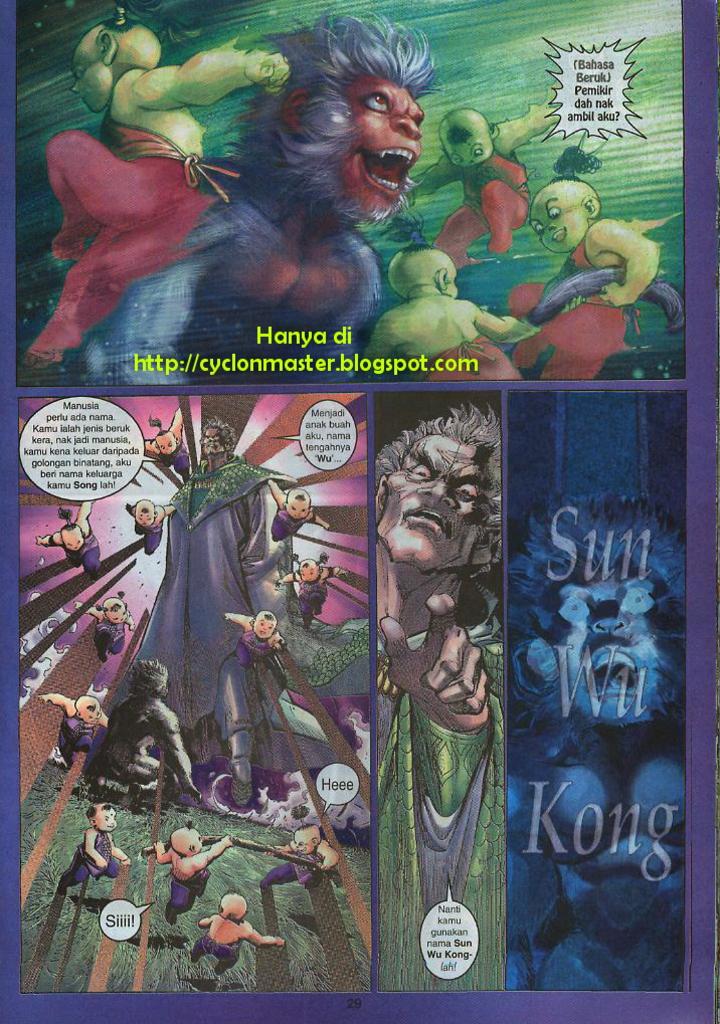 (Bahasa
Beruk)
Pemikir
dah nak
ambil aku?
Hanya di
http://cyclonmaster.blogspot.com
Manusia
perlu ada nama.
Kamu ialah jenis beruk
kera, nak jadi manusia,
kamu kena keluar daripada
golongan binatang, aku
beri nama keluarga
kamu Song lah!
Menjadi
anak buah
aku, nama
tengahnya
'Wu'...
Heee
Siiii!
Nanti
kamu
gunakan
nama Sun
Wu Kong-
lah!
Sun
Wu
Kong
29